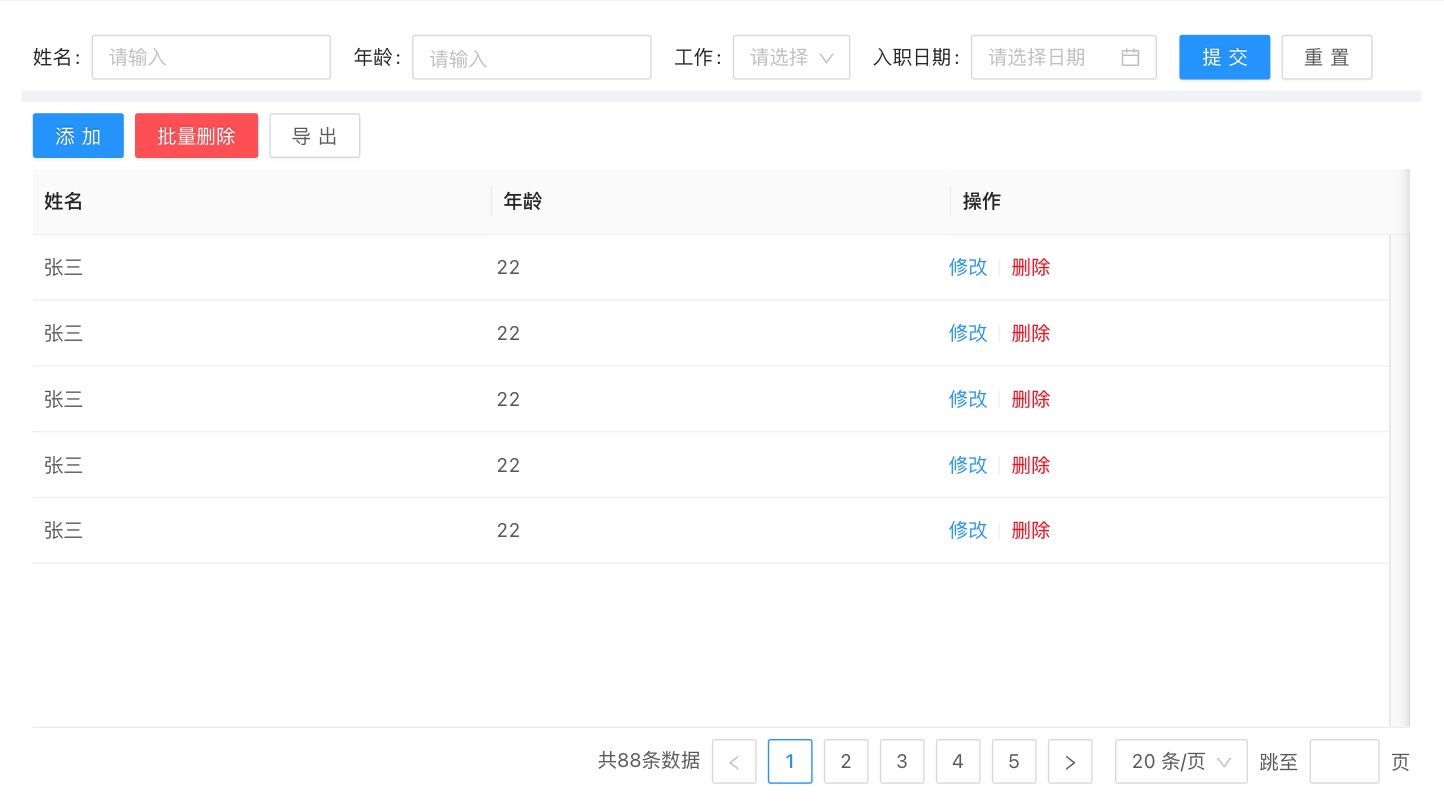 姓名: 请输入 年龄: 请输入 工作: 请选择 入职日期: 请选择日期 提 交 重 置
添 加 批量删除 导 出
姓名 年龄 操作
张三 22 修改 删除
张三 22 修改 删除
张三 22 修改 删除
张三 22 修改 删除
张三 22 修改 删除
共88条数据 < 1 2 3 4 5 > 20 条/页 跳至 页